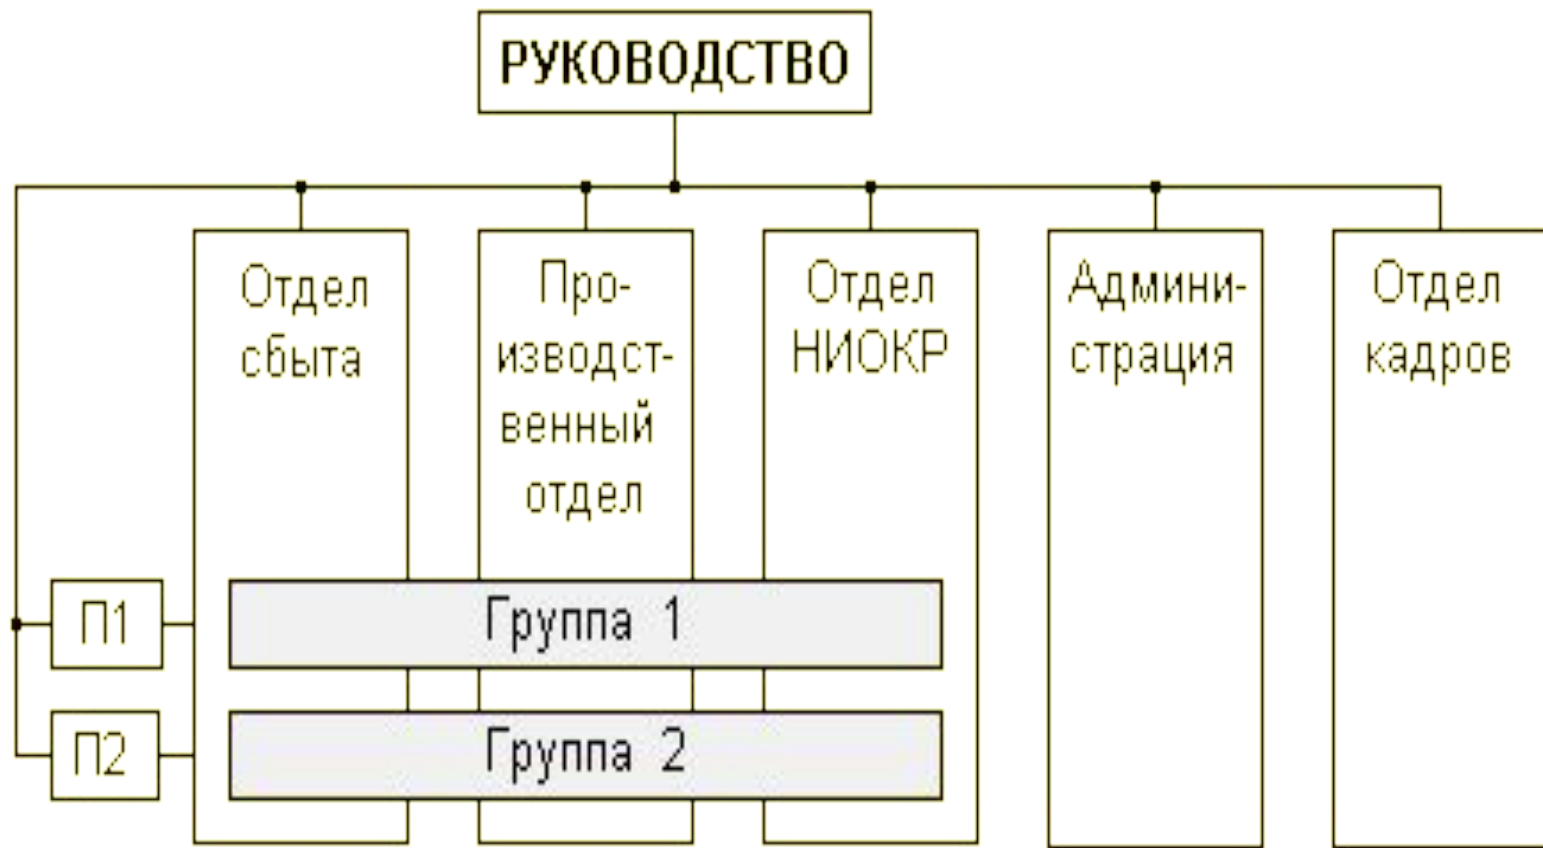 РУКОВОДСТВО
Отдел
сбыта
Про-
изводст-
венный
отдел
Отдел
НИОКР
Админи-
страция
Отдел
кадров
П1
Группа 1
П2
Группа 2